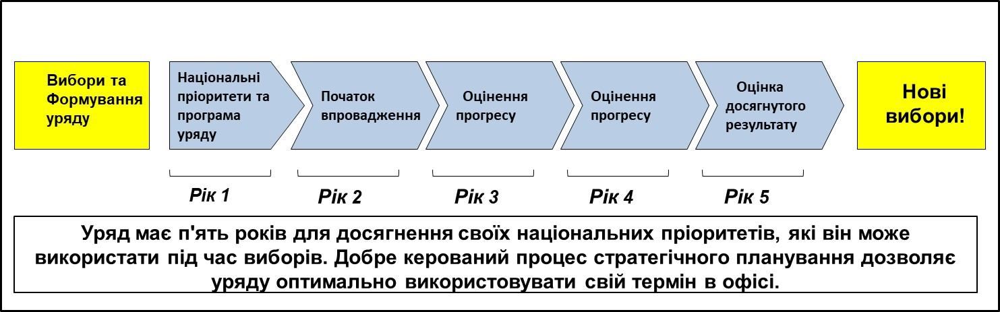 Вибори та
Формування
уряду
Національні
пріоритети та
програма
уряду
Початок
впровадження
Оцінення
прогресу
Оцінення
прогресу
Оцінка
досягнутого
результату
Нові
вибори!
Рік 1
Рік 2
Рік 3
Рік 4
Рік 5
Уряд має п'ять років для досягнення своїх національних пріоритетів, які він може
використати під час виборів. Добре керований процес стратегічного планування дозволяє
уряду оптимально використовувати свій термін в офісі.